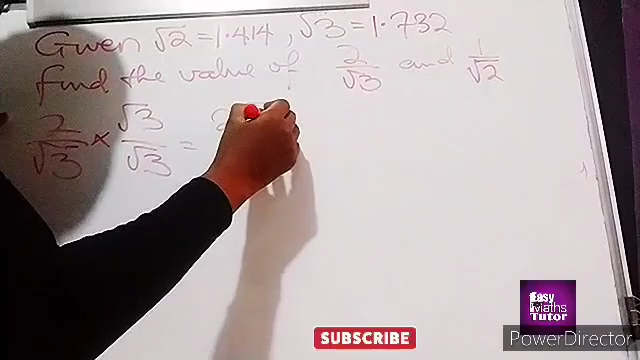 Given √2 = 1.414, √3 = 1.732
find the value of 2/√3 and 1/√2
2/√3 × √3/√3 = 2
Easy
Maths
Tutor
SUBSCRIBE
PowerDirector